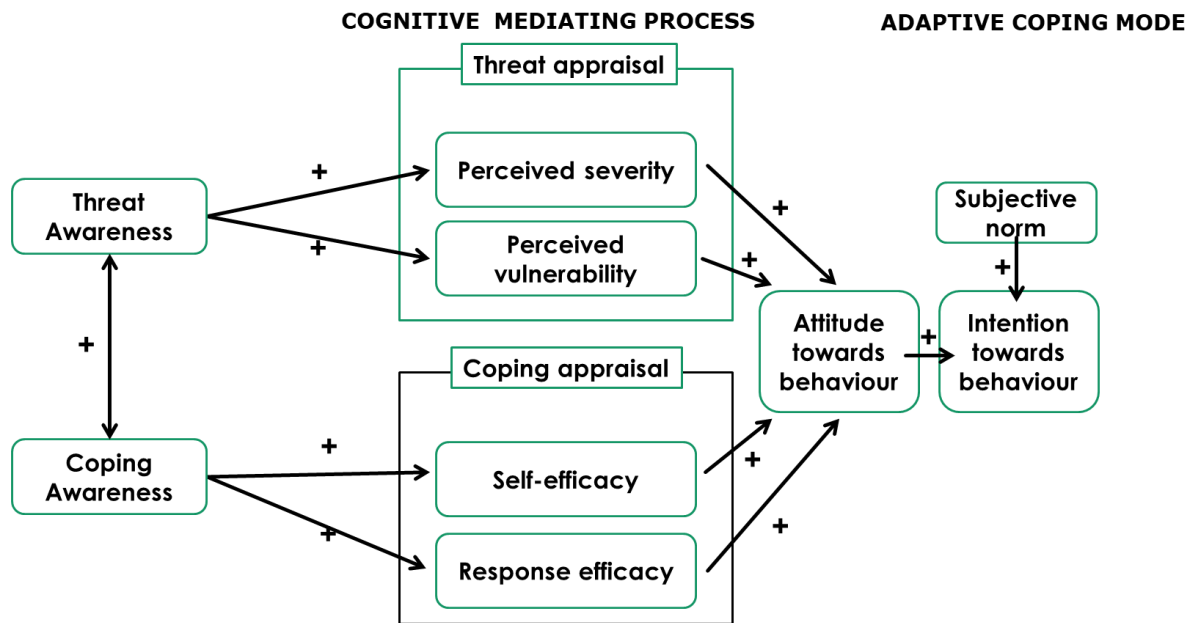 COGNITIVE  MEDIATING PROCESS
ADAPTIVE COPING MODE
Threat appraisal
+
Perceived severity
Threat
Awareness
+
Perceived
vulnerability
+
+
Subjective
norm
+
Attitude
towards
behaviour
+
Intention
towards
behaviour
+
Coping appraisal
Coping
Awareness
+
Self-efficacy
+
+
Response efficacy
+